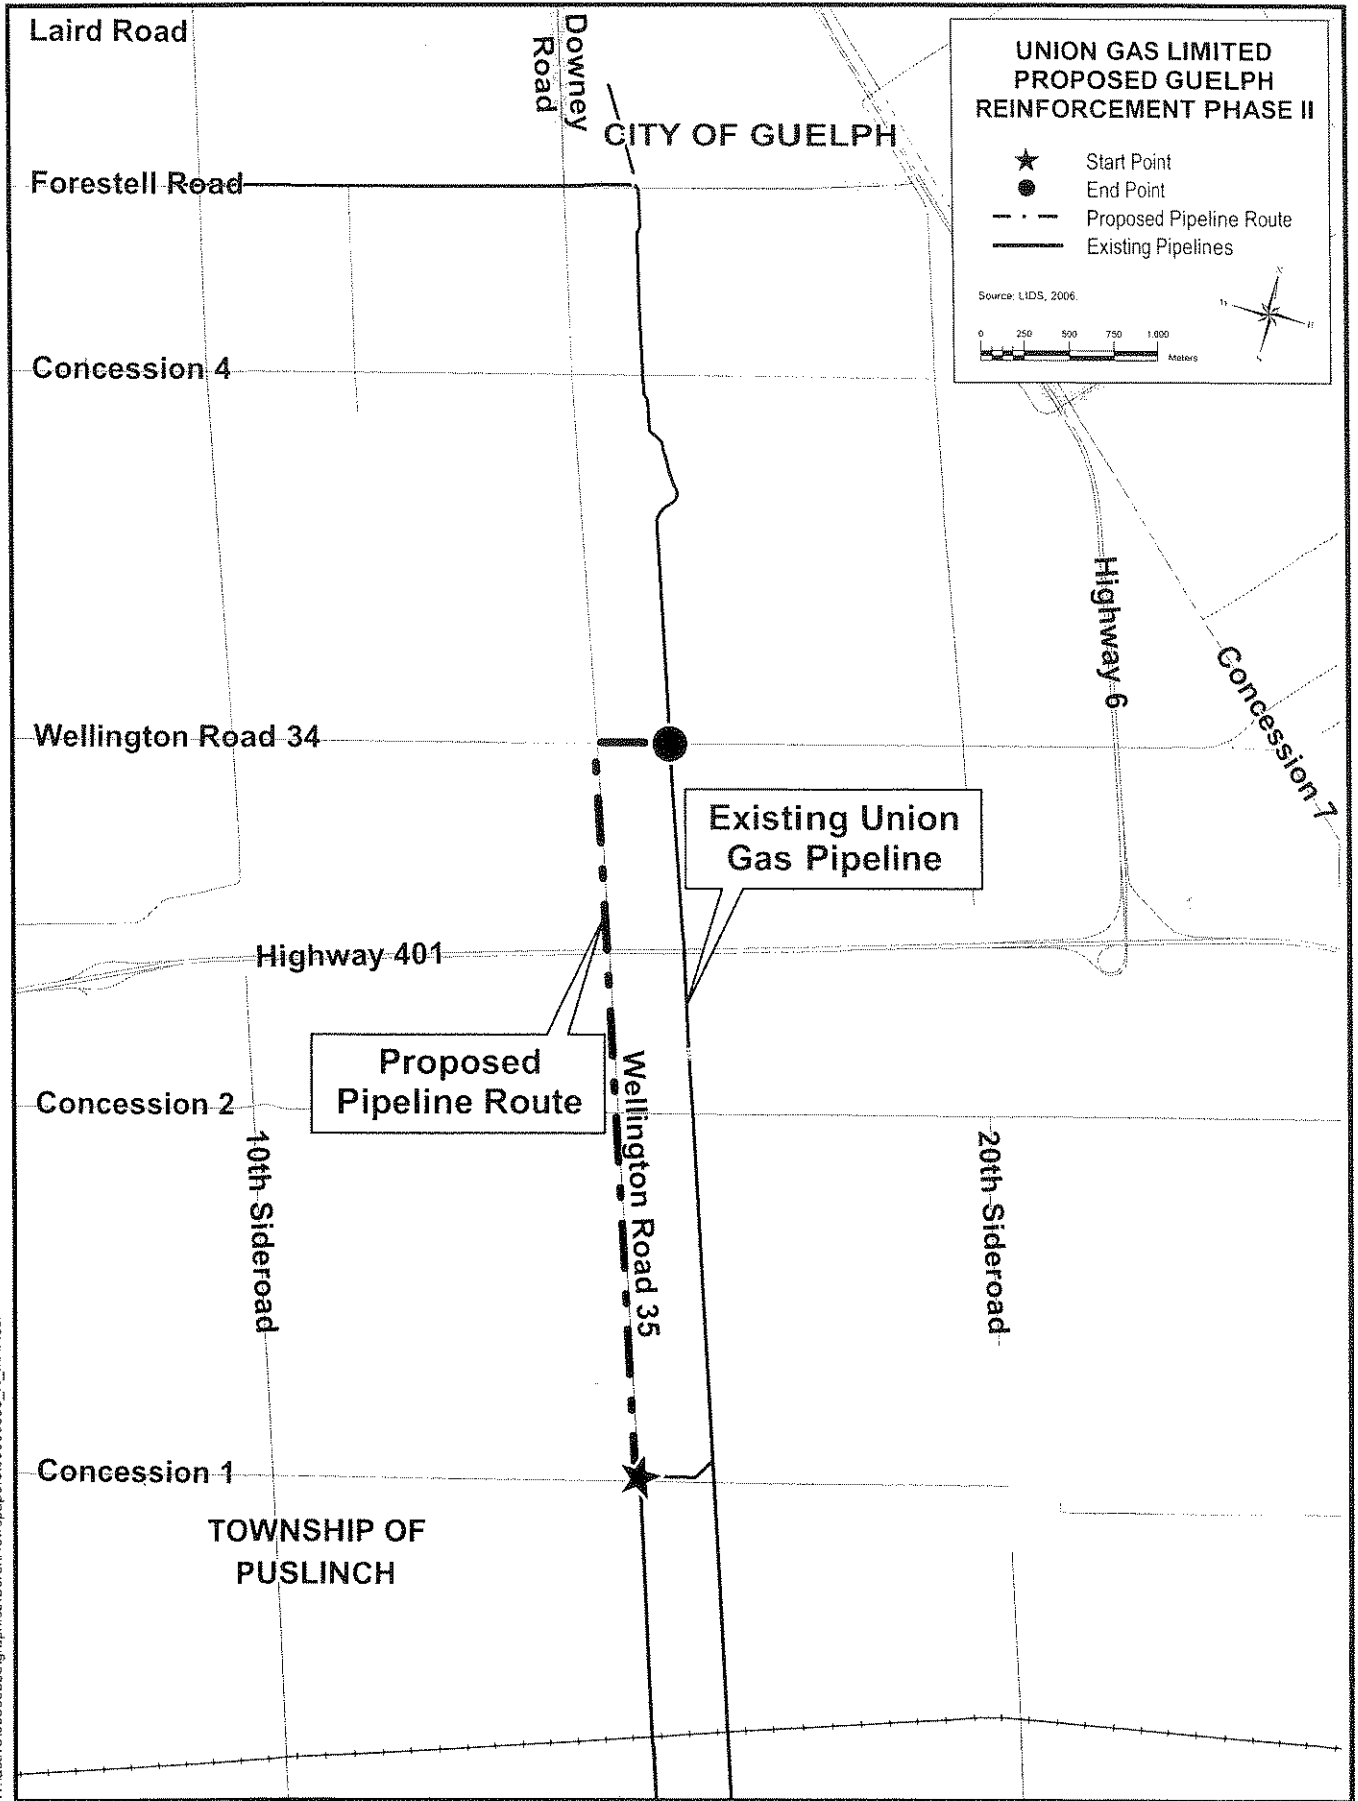 Laird Road
Downey
Road
CITY OF GUELPH
UNION GAS LIMITED
PROPOSED GUELPH
REINFORCEMENT PHASE II
Start Point
End Point
Proposed Pipeline Route
Existing Pipelines
Source: LIDS, 2006.
0 250 500 750 1,000
Meters
N
S
Forestell Road
Concession 4
Highway 6
Concession 7
Wellington Road 34
Existing Union
Gas Pipeline
Highway 401
Proposed
Pipeline Route
Wellington Road 35
Concession 2
10th Sideroad
20th Sideroad
Concession 1
TOWNSHIP OF
PUSLINCH